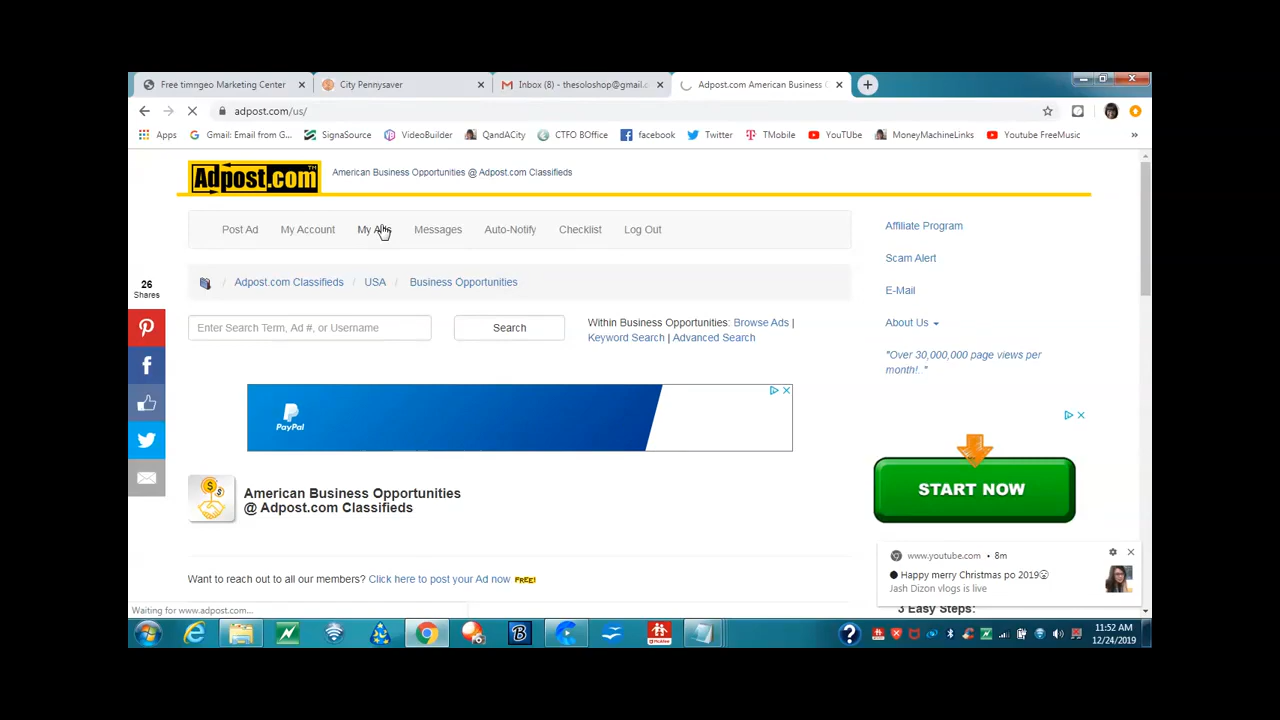 Free timngeo Marketing Center
City Pennysaver
Inbox (8) - thesoloshop@gmail.c
Adpost.com American Business
adpost.com/us/
Apps
Gmail: Email from G...
SignaSource
VideoBuilder
QandACity
CTFO BOffice
facebook
Twitter
TMobile
YouTUbe
MoneyMachineLinks
Youtube FreeMusic
»
Adpost.com™
American Business Opportunities @ Adpost.com Classifieds
Post Ad
My Account
My Ads
Messages
Auto-Notify
Checklist
Log Out
Affiliate Program
Scam Alert
E-Mail
About Us
"Over 30,000,000 page views per
month!.."
26
Shares
/ Adpost.com Classifieds / USA / Business Opportunities
Enter Search Term, Ad #, or Username
Search
Within Business Opportunities: Browse Ads |
Keyword Search | Advanced Search
PayPal
START NOW
American Business Opportunities
@ Adpost.com Classifieds
Want to reach out to all our members? Click here to post your Ad now FREE!
www.youtube.com • 8m
Happy merry Christmas po 2019
Jash Dizon vlogs is live
3 Easy Steps:
Waiting for www.adpost.com...
11:52 AM
12/24/2019